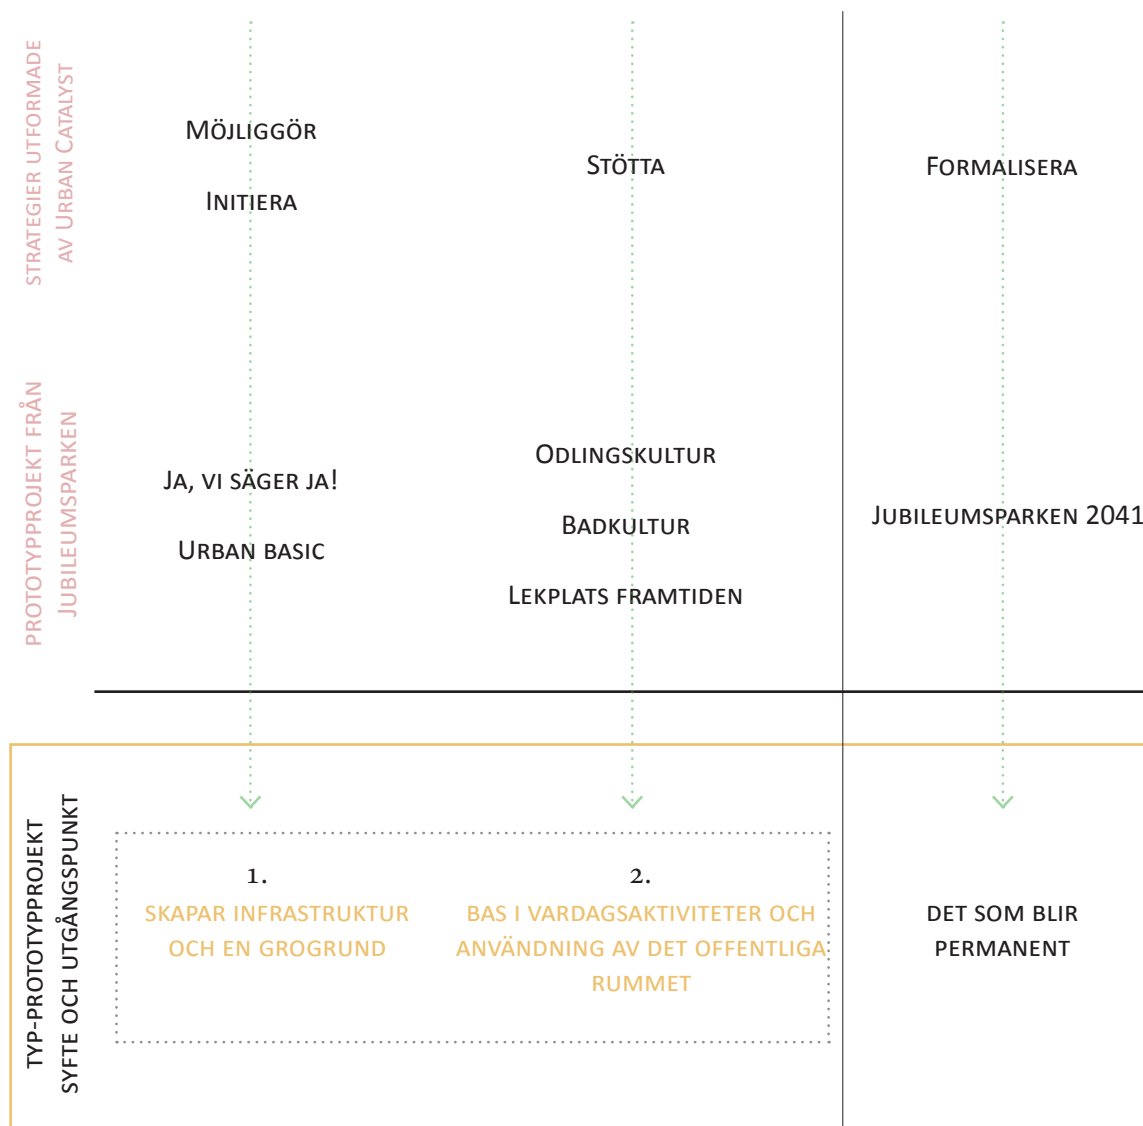 STRATEGIER UTFORMADE
AV URBAN CATALYST
MÖJLIGGÖR
INITIERA
STÖTTA
FORMALISERA
PROTOTYPPROJEKT FRÅN
JUBILEUMSPARKEN
JA, VI SÄGER JA!
URBAN BASIC
ODLINGSKULTUR
BADKULTUR
LEKPLATS FRAMTIDEN
JUBILEUMSPARKEN 2041
TYP-PROTOTYPPROJEKT
SYFTE OCH UTGÅNGSPUNKT
1.
SKAPAR INFRASTRUKTUR
OCH EN GROGRUND
2.
BAS I VARDAGSAKTIVITETER OCH
ANVÄNDNING AV DET OFFENTLIGA
RUMMET
DET SOM BLIR
PERMANENT